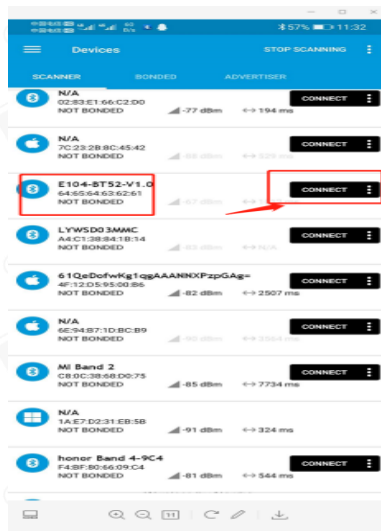 57% 11:32
Devices
STOP SCANNING
SCANNER BONDED ADVERTISER
N/A
02:83:E1:66:C2:D0
NOT BONDED -77 dBm 194 ms
CONNECT
N/A
7C:23:2B:8C:45:42
NOT BONDED
CONNECT
E104-BT52-V1.0
64:65:64:63:62:61
NOT BONDED -67 dBm
CONNECT
LYWSD03MMC
A4:C1:38:84:1B:14
NOT BONDED -83 dBm N/A
CONNECT
61QeDofwKg1qgAAANNXPzpGAg=
4F:12:D5:95:00:B6
NOT BONDED -82 dBm 2507 ms
CONNECT
N/A
6E:94:B7:1D:BC:B9
NOT BONDED -90 dBm
CONNECT
Mi Band 2
C8:0C:38:68:D0:75
NOT BONDED -85 dBm 7734 ms
CONNECT
N/A
1A:E7:D2:31:EB:5B
NOT BONDED -91 dBm 324 ms
honor Band 4-9C4
F4:BF:80:66:09:C4
NOT BONDED -81 dBm 544 ms
CONNECT